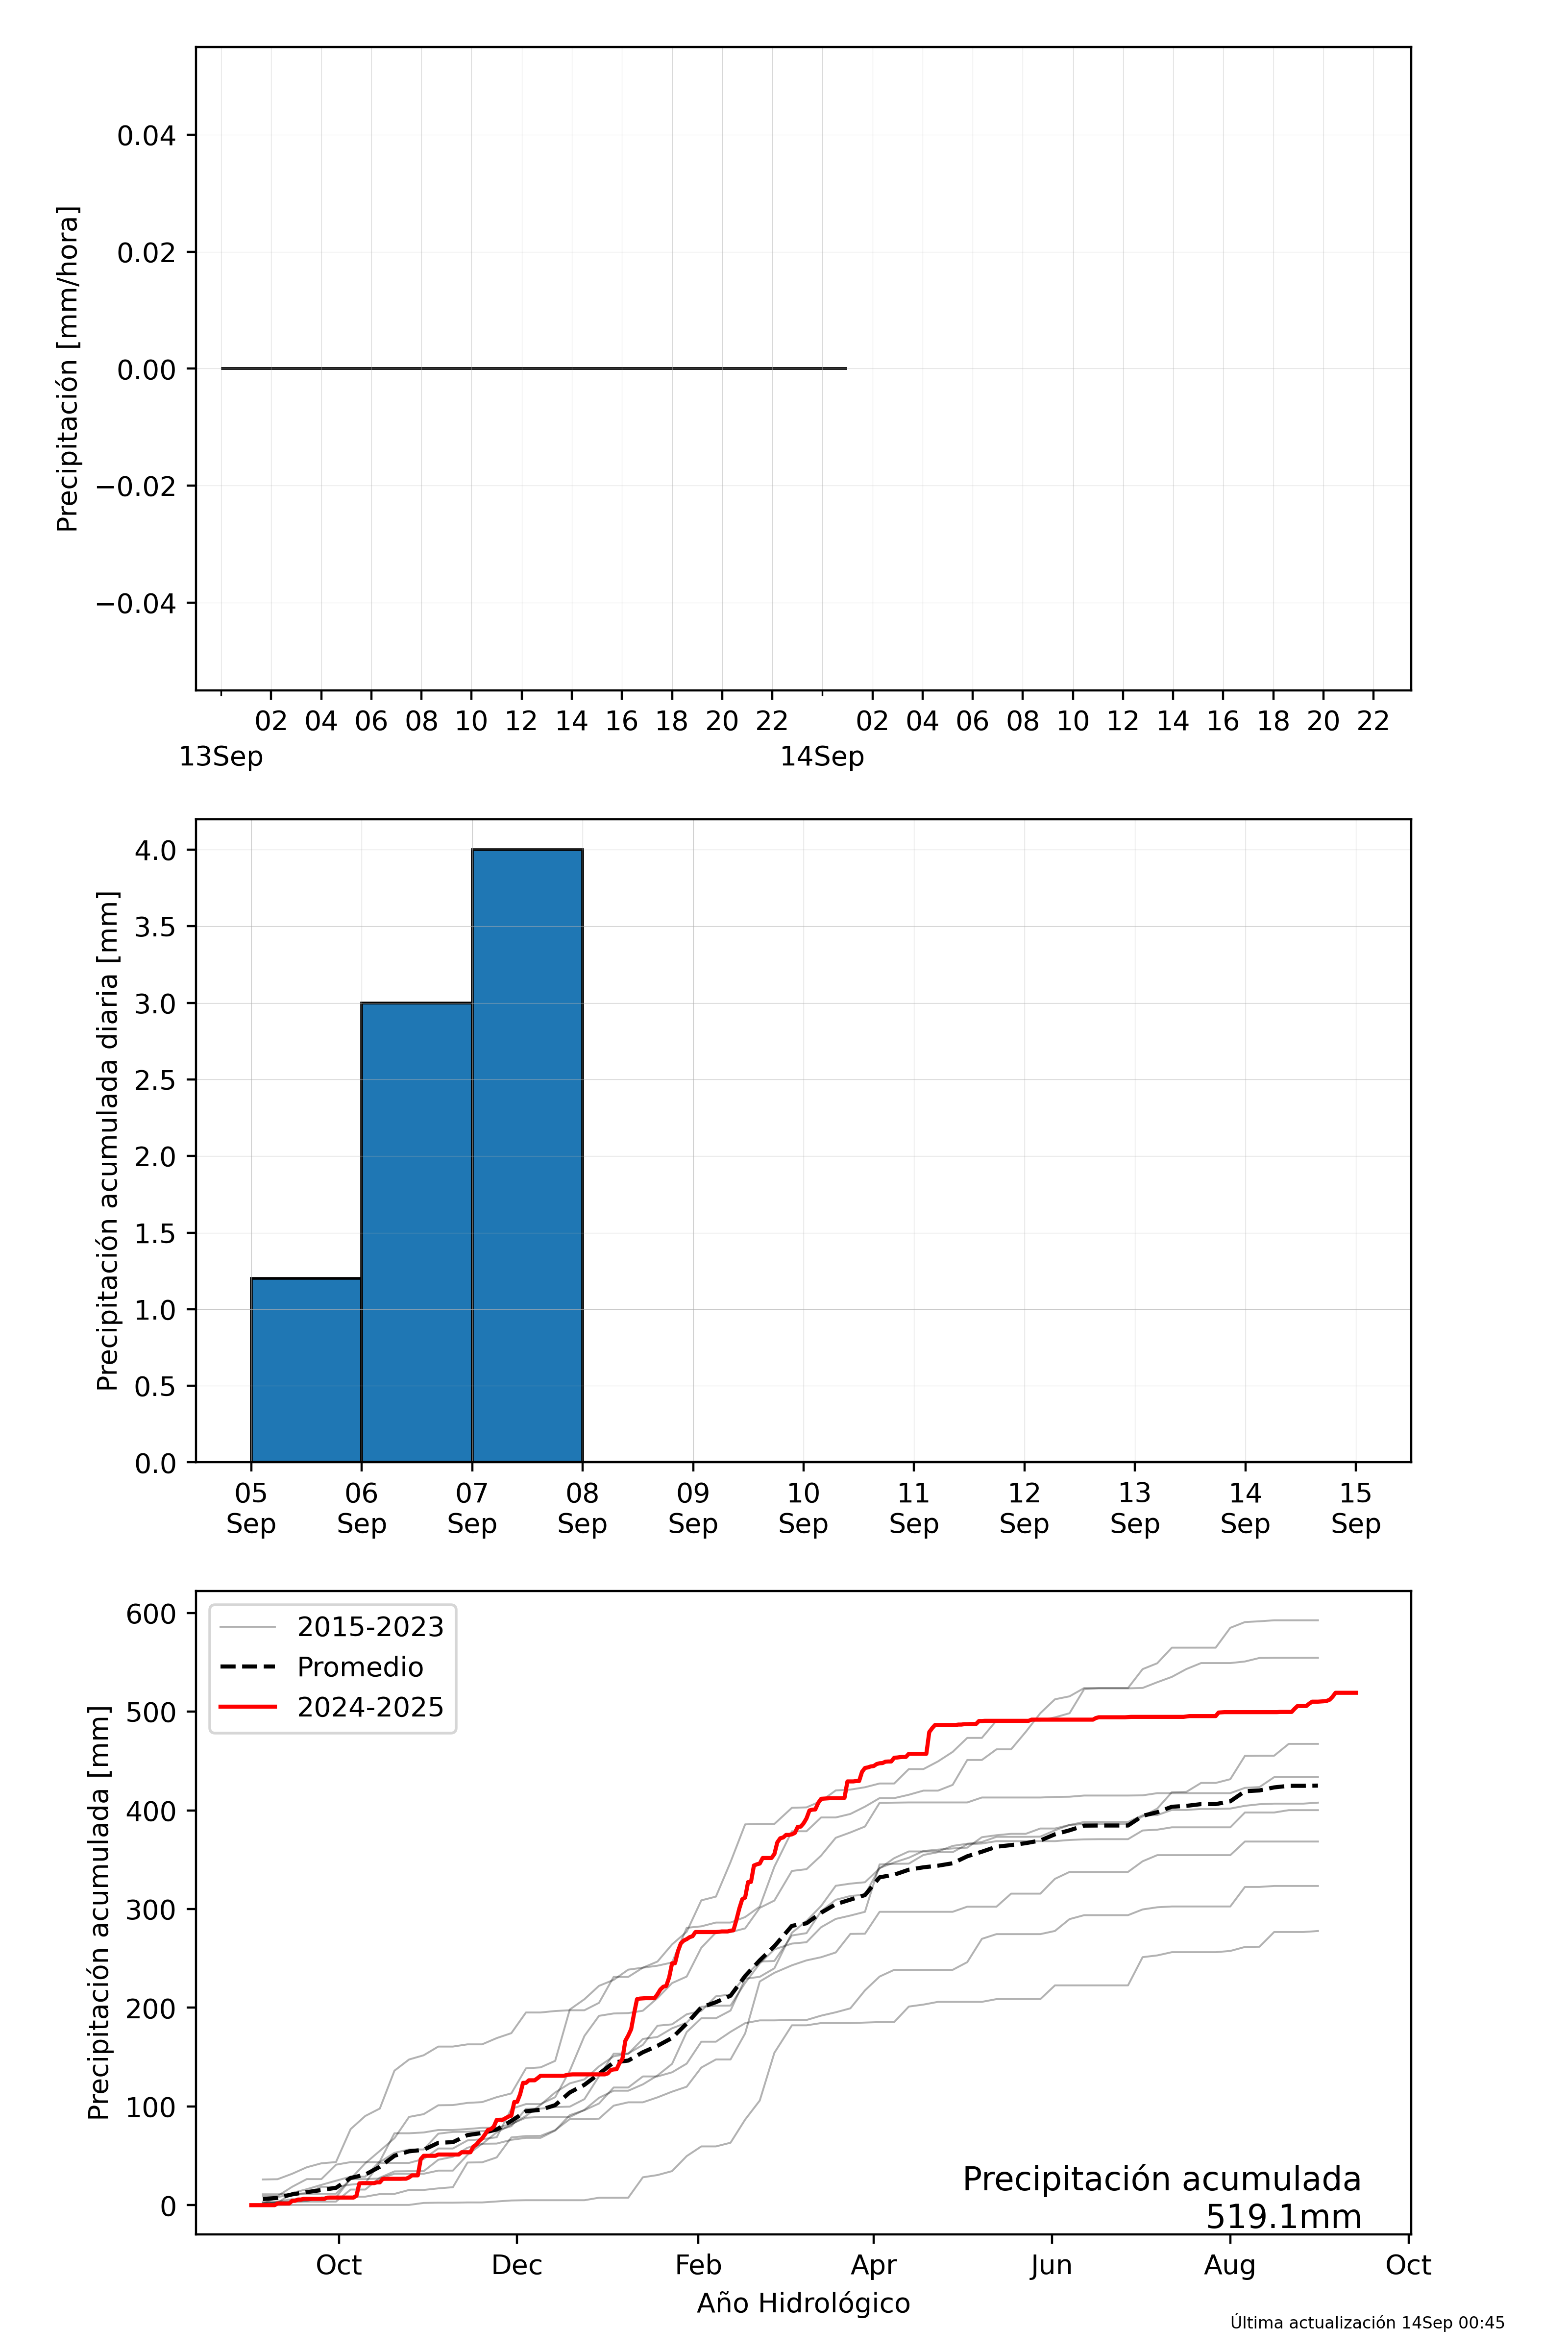 Precipitación [mm/hora]
0.04
0.02
0.00
−0.02
−0.04
02 04 06 08 10 12 14 16 18 20 22 02 04 06 08 10 12 14 16 18 20 22
13Sep 14Sep
Precipitación acumulada diaria [mm]
4.0
3.5
3.0
2.5
2.0
1.5
1.0
0.5
0.0
05 06 07 08 09 10 11 12 13 14 15
Sep Sep Sep Sep Sep Sep Sep Sep Sep Sep Sep
Precipitación acumulada [mm]
600
500
400
300
200
100
0
2015-2023
Promedio
2024-2025
Precipitación acumulada
519.1mm
Oct Dec Feb Apr Jun Aug Oct
Año Hidrológico
Última actualización 14Sep 00:45